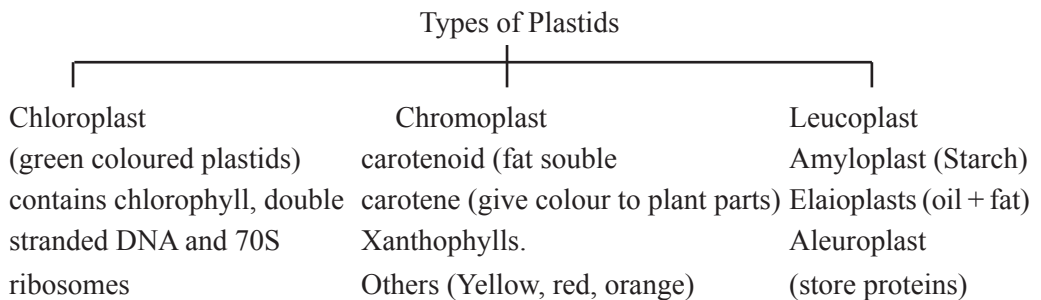 Types of Plastids
Chloroplast
(green coloured plastids)
contains chlorophyll, double
stranded DNA and 70S
ribosomes
Chromoplast
carotenoid (fat souble
carotene (give colour to plant parts)
Xanthophylls.
Others (Yellow, red, orange)
Leucoplast
Amyloplast (Starch)
Elaioplasts (oil + fat)
Aleuroplast
(store proteins)